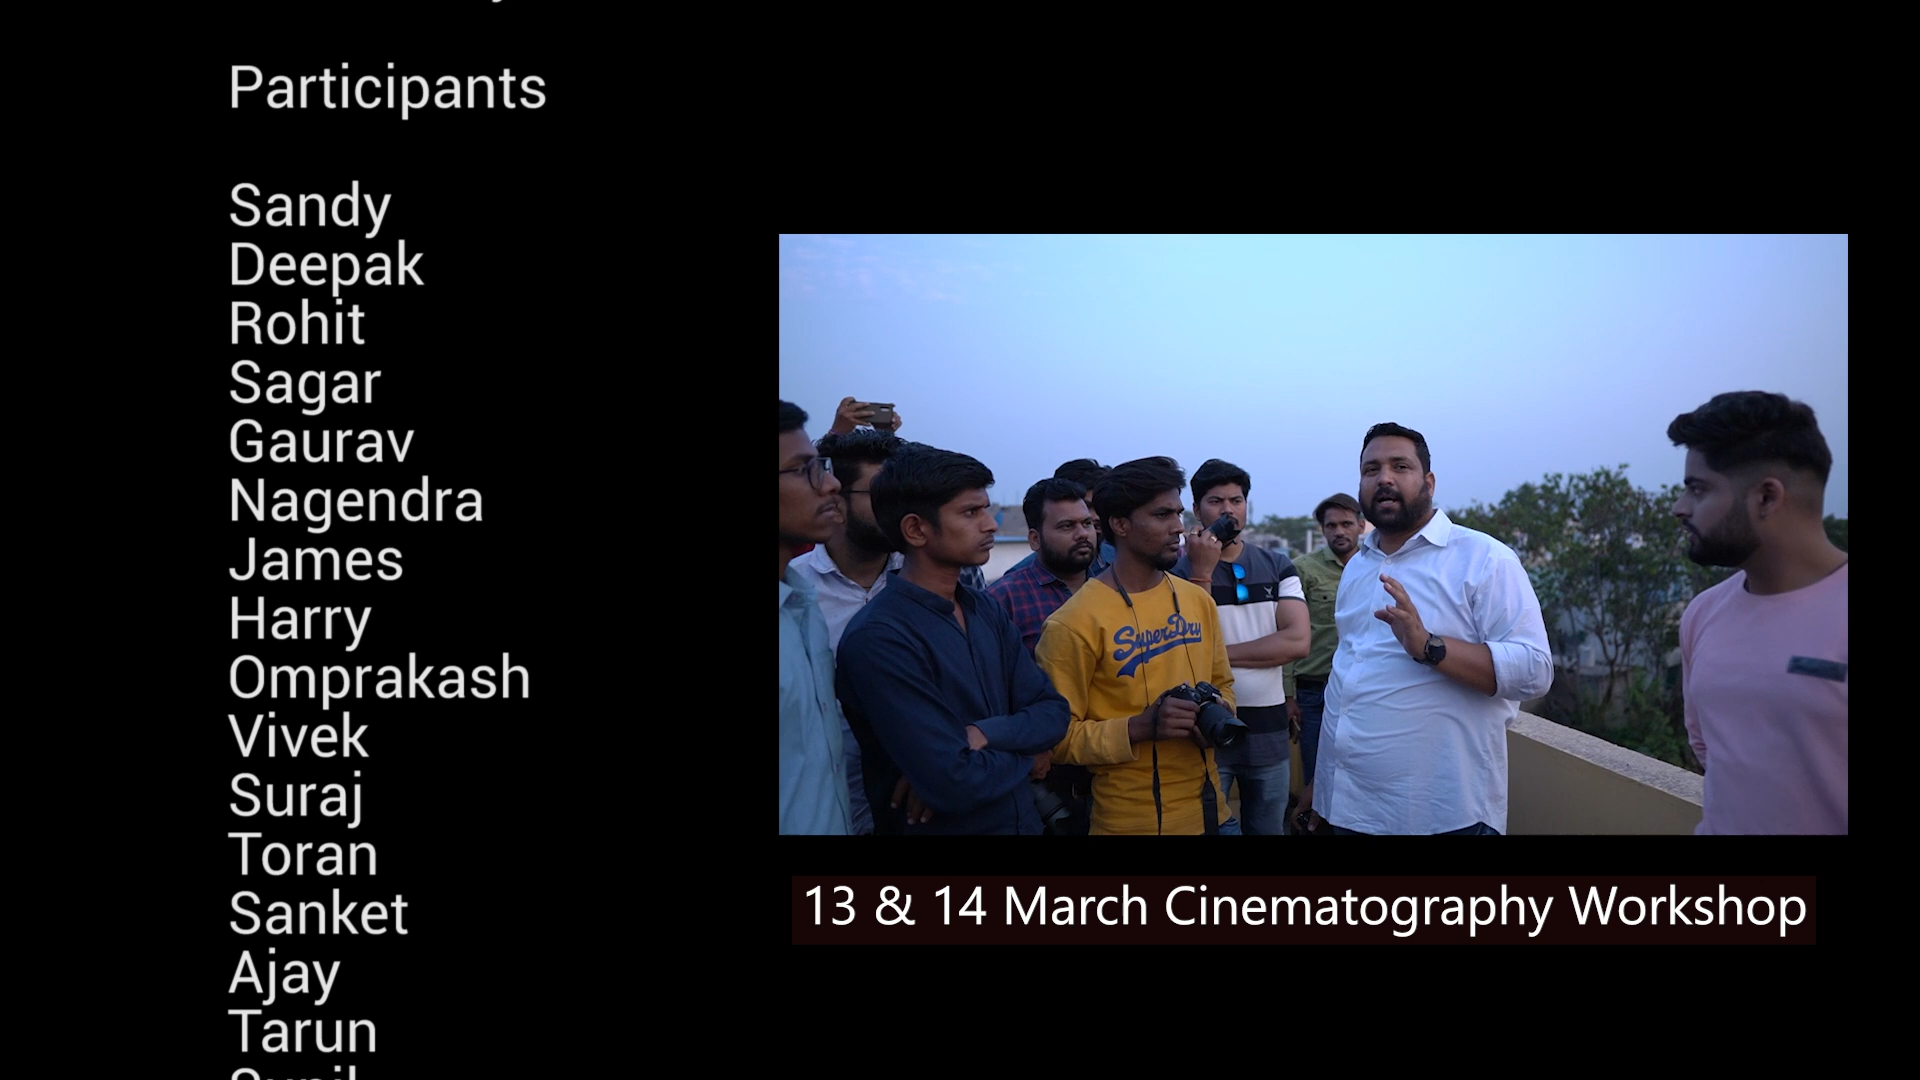 Participants
Sandy
Deepak
Rohit
Sagar
Gaurav
Nagendra
James
Harry
Omprakash
Vivek
Suraj
Toran
Sanket
Ajay
Tarun
SuperDry
13 & 14 March Cinematography Workshop